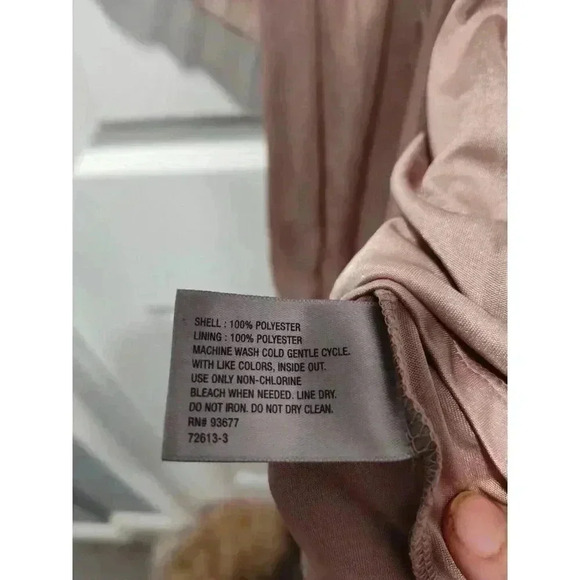 SHELL : 100% POLYESTER
LINING : 100% POLYESTER
MACHINE WASH COLD GENTLE CYCLE.
WITH LIKE COLORS, INSIDE OUT.
USE ONLY NON-CHLORINE
BLEACH WHEN NEEDED. LINE DRY.
DO NOT IRON. DO NOT DRY CLEAN.
RN# 93677
72613-3